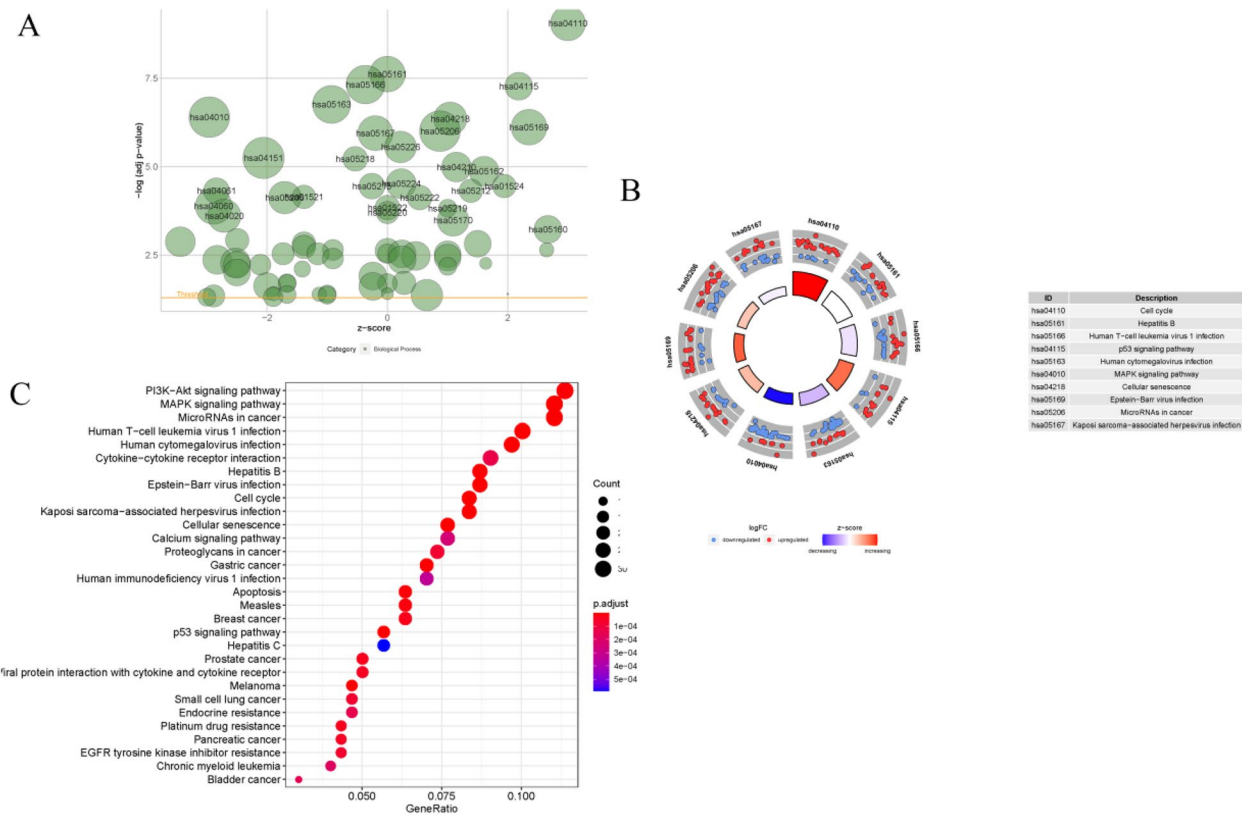 A
hsa04110
hsa05161
7.5
hsa05166
hsa04115
hsa05163
hsa04010
hsa04218
hsa05169
hsa05167
hsa05206
hsa05226
hsa04151
hsa05218
5.0
hsa04210
hsa05162
hsa05224
hsa01524
hsa04061
hsa05212
hsa01521
hsa05222
hsa04060
hsa01522
hsa05219
hsa05220
hsa04020
hsa05170
hsa05160
2.5
Threshold
−2
0
2
z−score
−log (adj p−value)
Category
Biological Process
B
hsa04110
hsa05161
hsa05166
hsa04115
hsa05163
hsa04010
hsa04218
hsa05169
hsa05206
hsa05167
logFC
downregulated
upregulated
z−score
decreasing
increasing
ID Description
hsa04110 Cell cycle
hsa05161 Hepatitis B
hsa05166 Human T−cell leukemia virus 1 infection
hsa04115 p53 signaling pathway
hsa05163 Human cytomegalovirus infection
hsa04010 MAPK signaling pathway
hsa04218 Cellular senescence
hsa05169 Epstein−Barr virus infection
hsa05206 MicroRNAs in cancer
hsa05167 Kaposi sarcoma−associated herpesvirus infection
C
PI3K−Akt signaling pathway
MAPK signaling pathway
MicroRNAs in cancer
Human T−cell leukemia virus 1 infection
Human cytomegalovirus infection
Cytokine−cytokine receptor interaction
Hepatitis B
Epstein−Barr virus infection
Cell cycle
Kaposi sarcoma−associated herpesvirus infection
Cellular senescence
Calcium signaling pathway
Proteoglycans in cancer
Gastric cancer
Human immunodeficiency virus 1 infection
Apoptosis
Measles
Breast cancer
p53 signaling pathway
Hepatitis C
Prostate cancer
protein interaction with cytokine and cytokine receptor
Melanoma
Small cell lung cancer
Endocrine resistance
Platinum drug resistance
Pancreatic cancer
EGFR tyrosine kinase inhibitor resistance
Chronic myeloid leukemia
Bladder cancer
0.050
0.075
0.100
GeneRatio
Count
p.adjust
1e−04
2e−04
3e−04
4e−04
5e−04